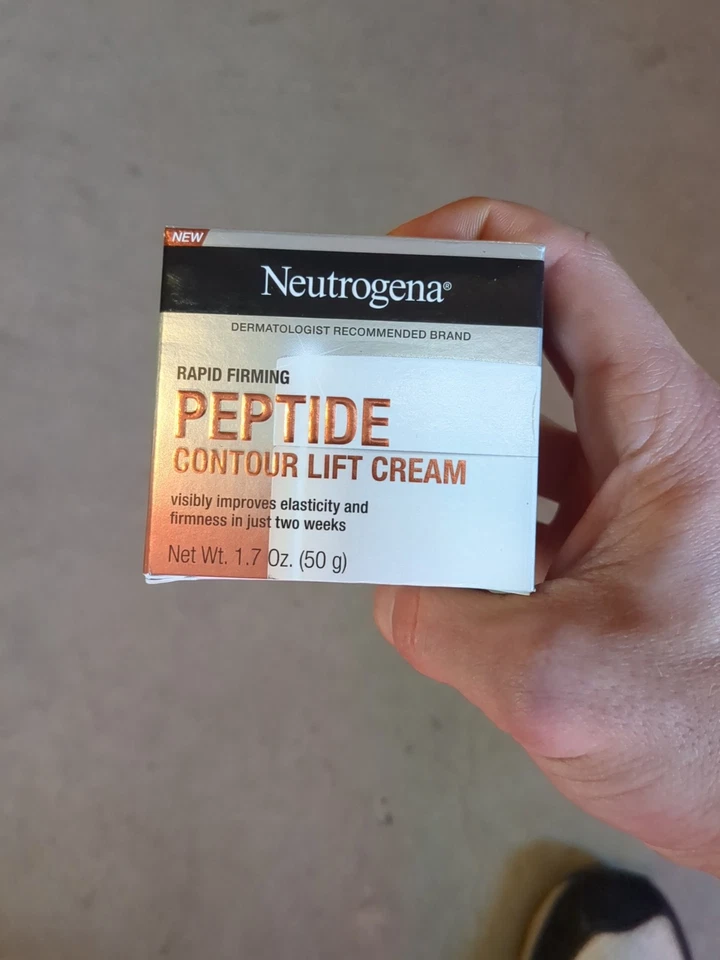 NEW
Neutrogena®
DERMATOLOGIST RECOMMENDED BRAND
RAPID FIRMING
PEPTIDE
CONTOUR LIFT CREAM
visibly improves elasticity and
firmness in just two weeks
Net Wt. 1.7 Oz. (50 g)